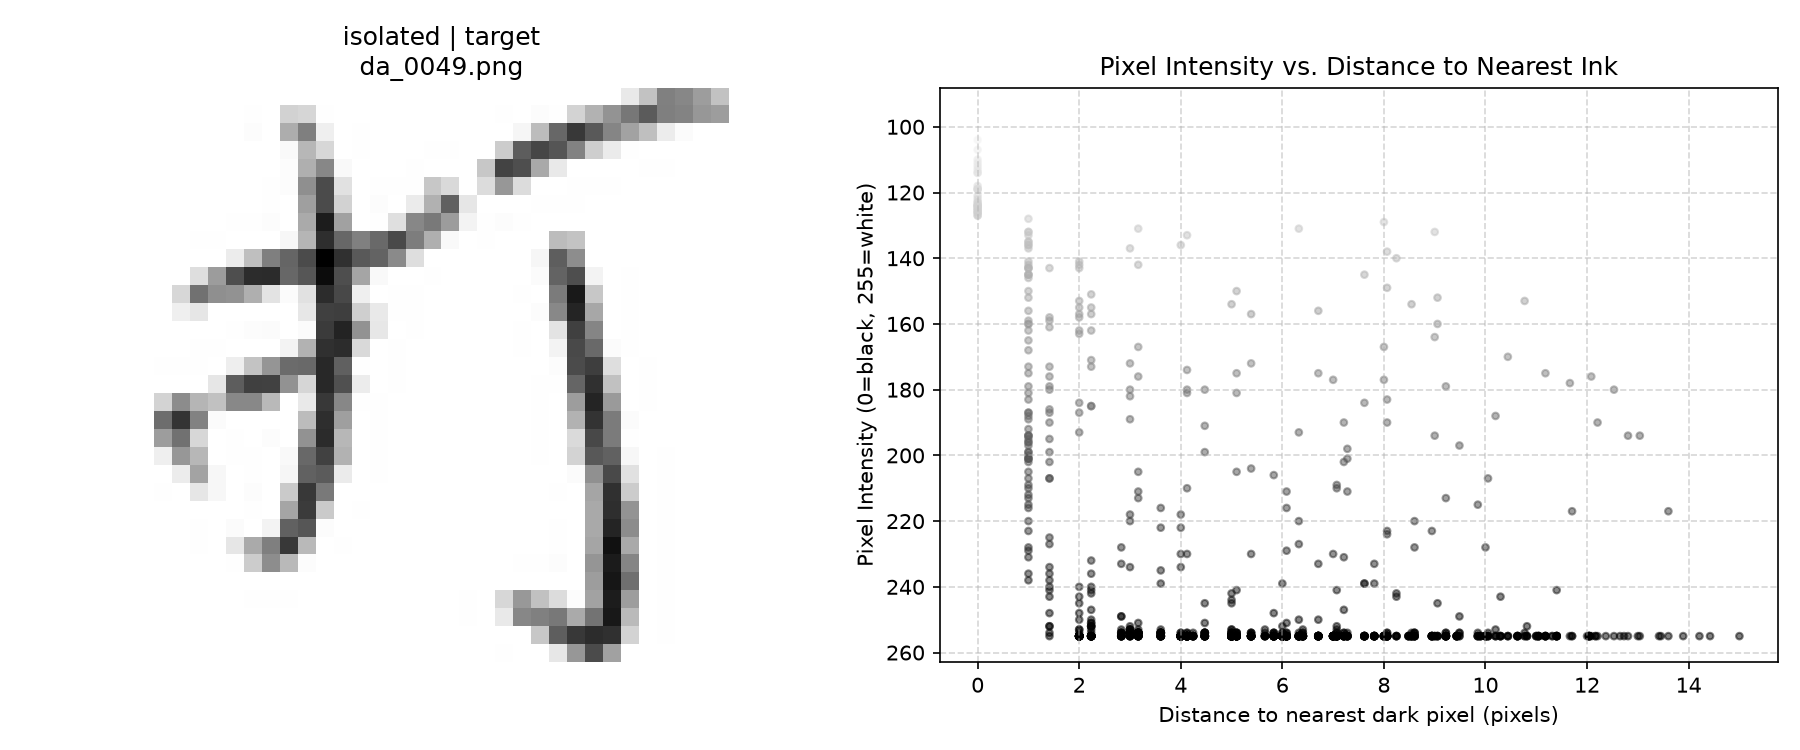 isolated | target
da_0049.png
打
Pixel Intensity vs. Distance to Nearest Ink
Pixel Intensity (0=black, 255=white)
100
120
140
160
180
200
220
240
260
0 2 4 6 8 10 12 14
Distance to nearest dark pixel (pixels)